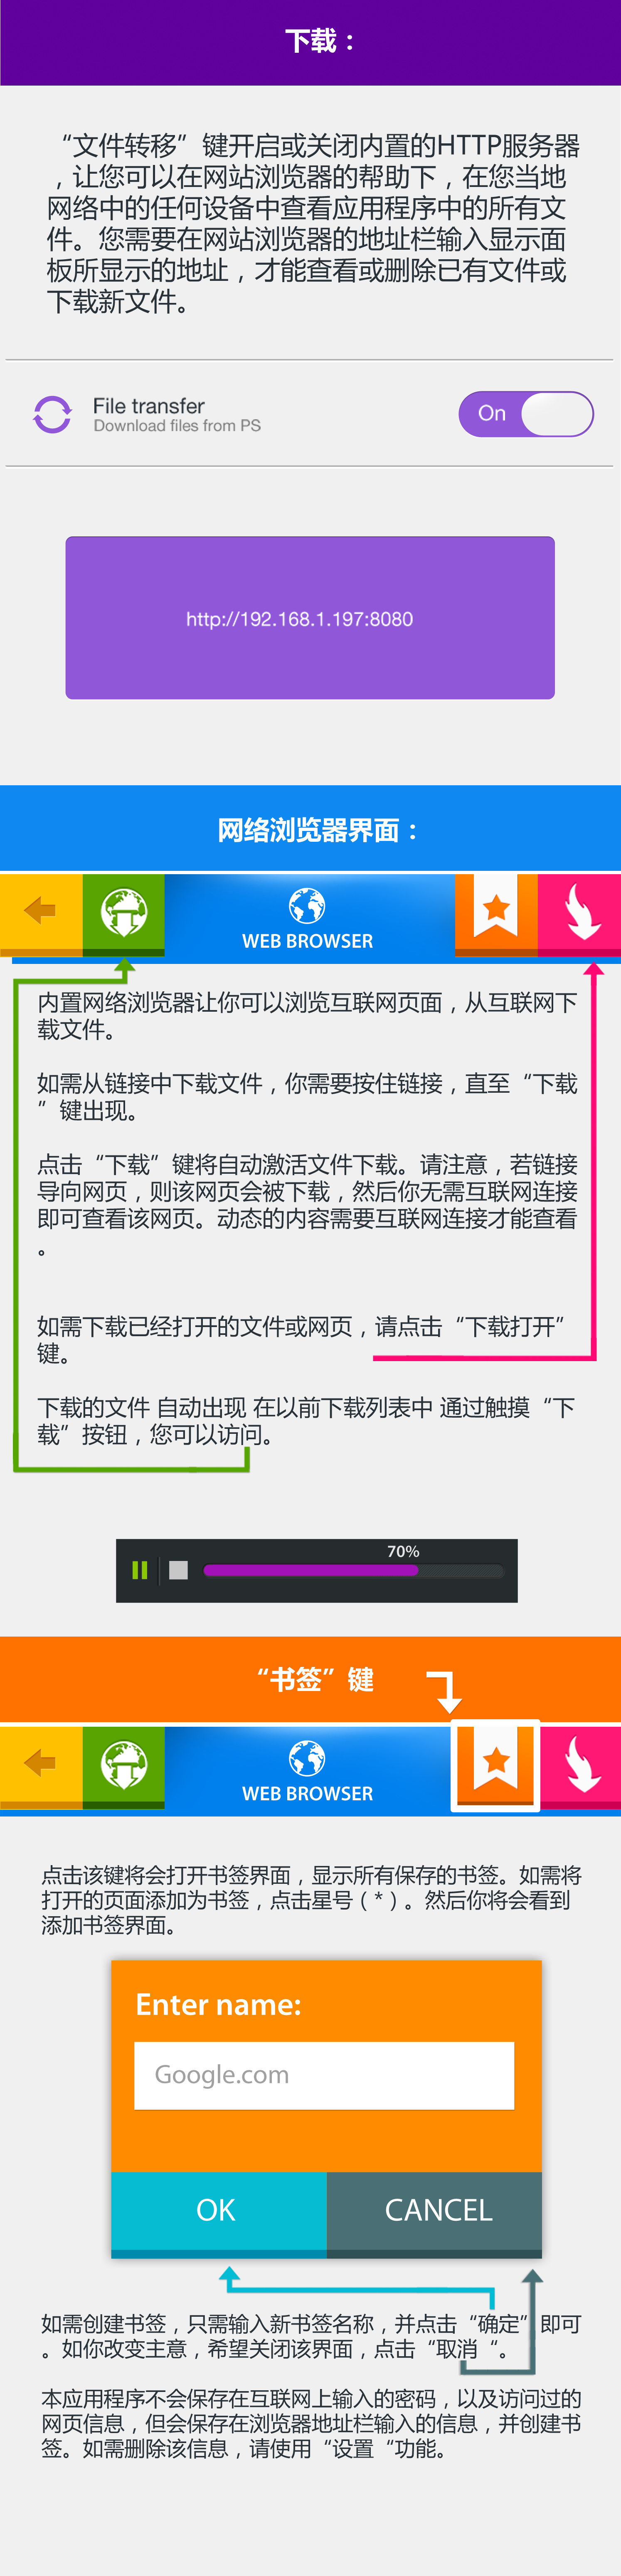 下载：
“文件转移”键开启或关闭内置的HTTP服务器
，让您可以在网站浏览器的帮助下，在您当地
网络中的任何设备中查看应用程序中的所有文
件。您需要在网站浏览器的地址栏输入显示面
板所显示的地址，才能查看或删除已有文件或
下载新文件。
File transfer
Download files from PS
On
http://192.168.1.197:8080
网络浏览器界面：
WEB BROWSER
内置网络浏览器让你可以浏览互联网页面，从互联网下
载文件。
如需从链接中下载文件，你需要按住链接，直至“下载
”键出现。
点击“下载”键将自动激活文件下载。请注意，若链接
导向网页，则该网页会被下载，然后你无需互联网连接
即可查看该网页。动态的内容需要互联网连接才能查看
。
如需下载已经打开的文件或网页，请点击“下载打开”
键。
下载的文件 自动出现 在以前下载列表中 通过触摸“下
载”按钮，您可以访问。
70%
“书签”键
WEB BROWSER
点击该键将会打开书签界面，显示所有保存的书签。如需将
打开的页面添加为书签，点击星号（*）。然后你将会看到
添加书签界面。
Enter name:
Google.com
OK
CANCEL
如需创建书签，只需输入新书签名称，并点击“确定”即可
。如你改变主意，希望关闭该界面，点击“取消“。
本应用程序不会保存在互联网上输入的密码，以及访问过的
网页信息，但会保存在浏览器地址栏输入的信息，并创建书
签。如需删除该信息，请使用“设置“功能。